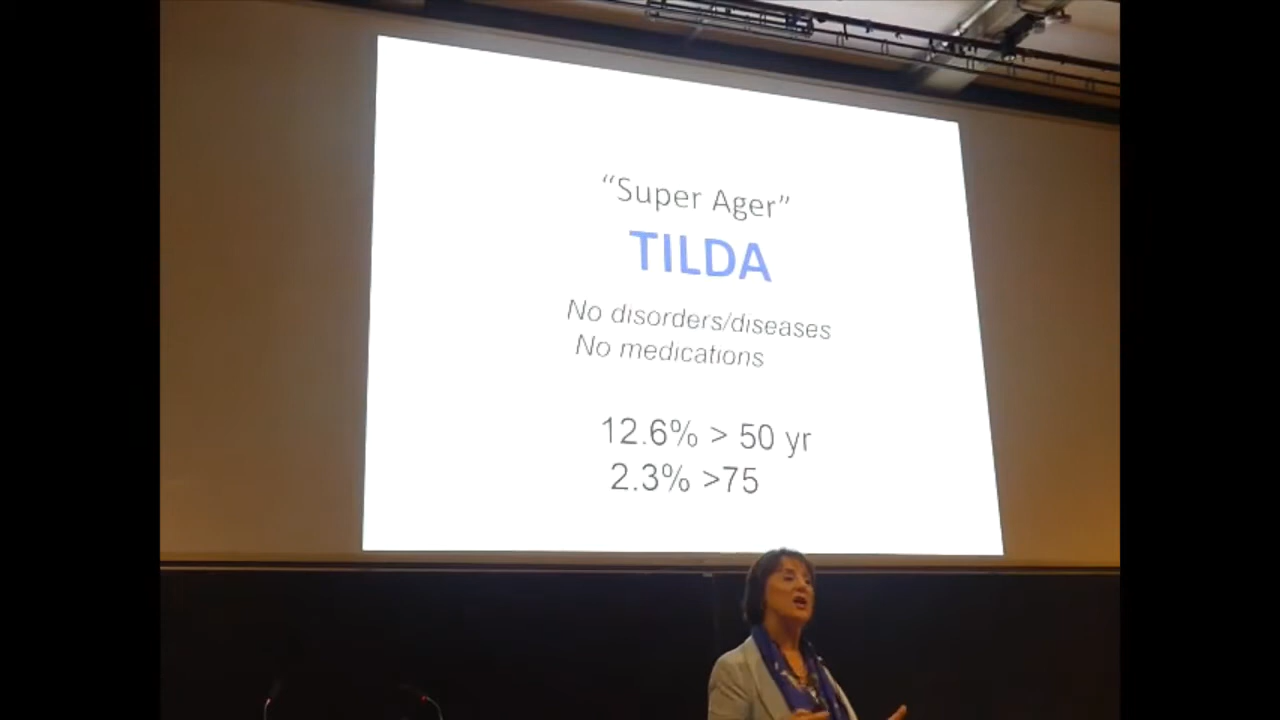 “Super Ager”
TILDA
No disorders/diseases
No medications
12.6% > 50 yr
2.3% >75